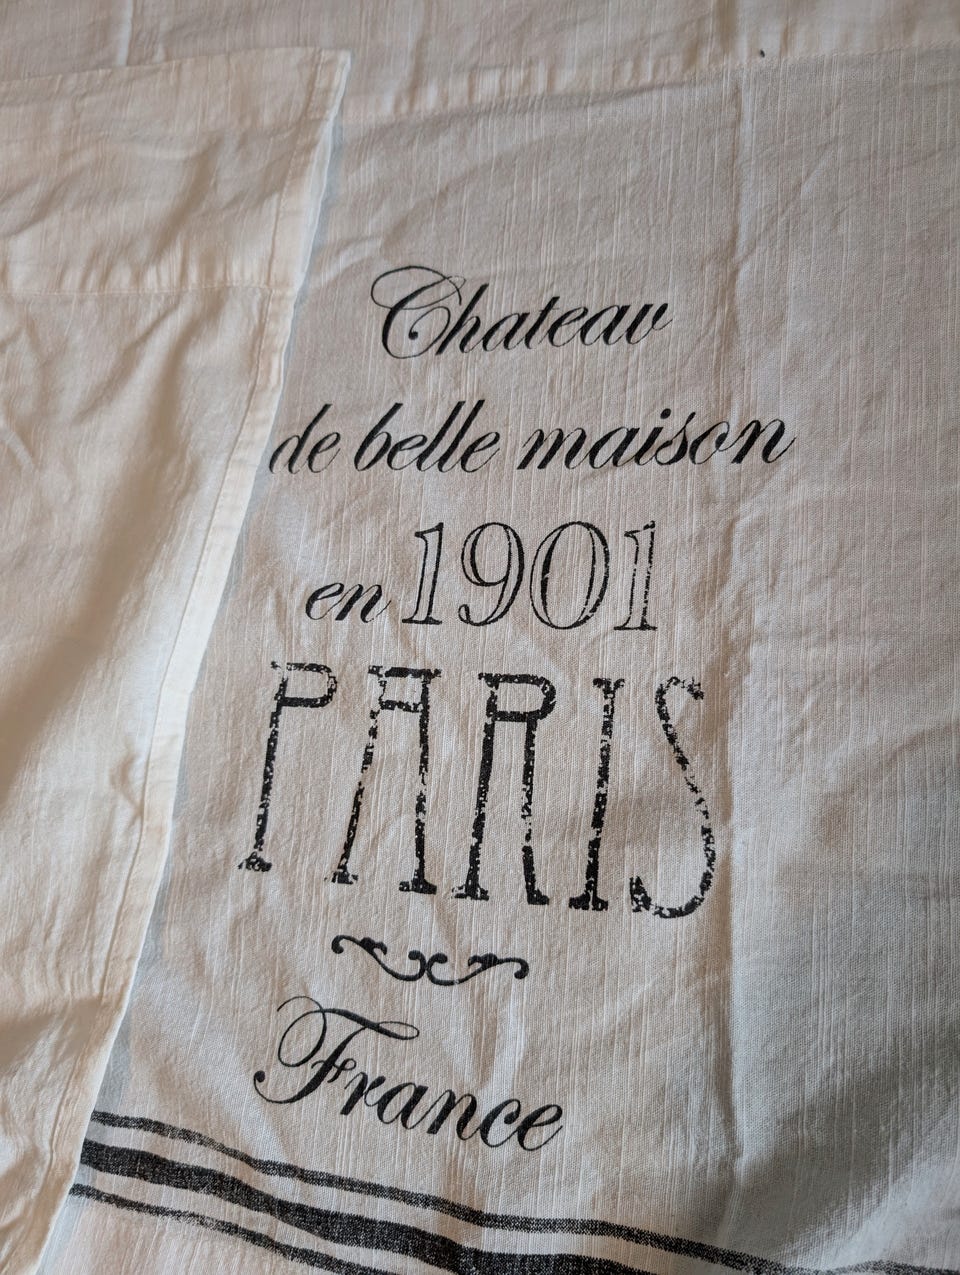 Chateau
de belle maison
en 1901
PARIS
France